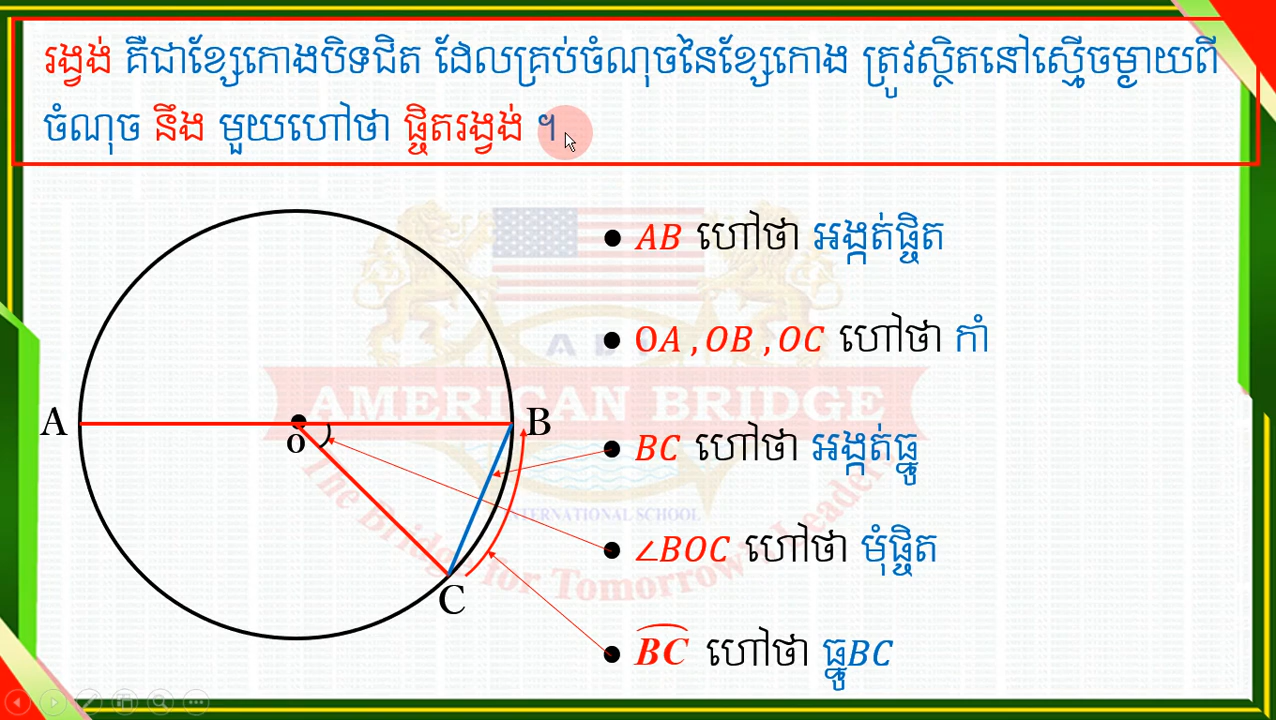 រង្វង់ គឺជាខ្សែកោងបិទជិត ដែលគ្រប់ចំណុចនៃខ្សែកោង ត្រូវស្ថិតនៅស្មើចម្ងាយពី
ចំណុច នឹង មួយហៅថា ផ្ចិតរង្វង់ ។
• AB ហៅថា អង្កត់ផ្ចិត
• OA , OB , OC ហៅថា កាំ
• BC ហៅថា អង្កត់ធ្នូ
• ∠BOC ហៅថា មុំផ្ចិត
• B͡C ហៅថា ធ្នូBC
A
o
B
C
AMERICAN BRIDGE
TERNATIONAL SCHOOL
The Bridge for Tomorrow Leaders